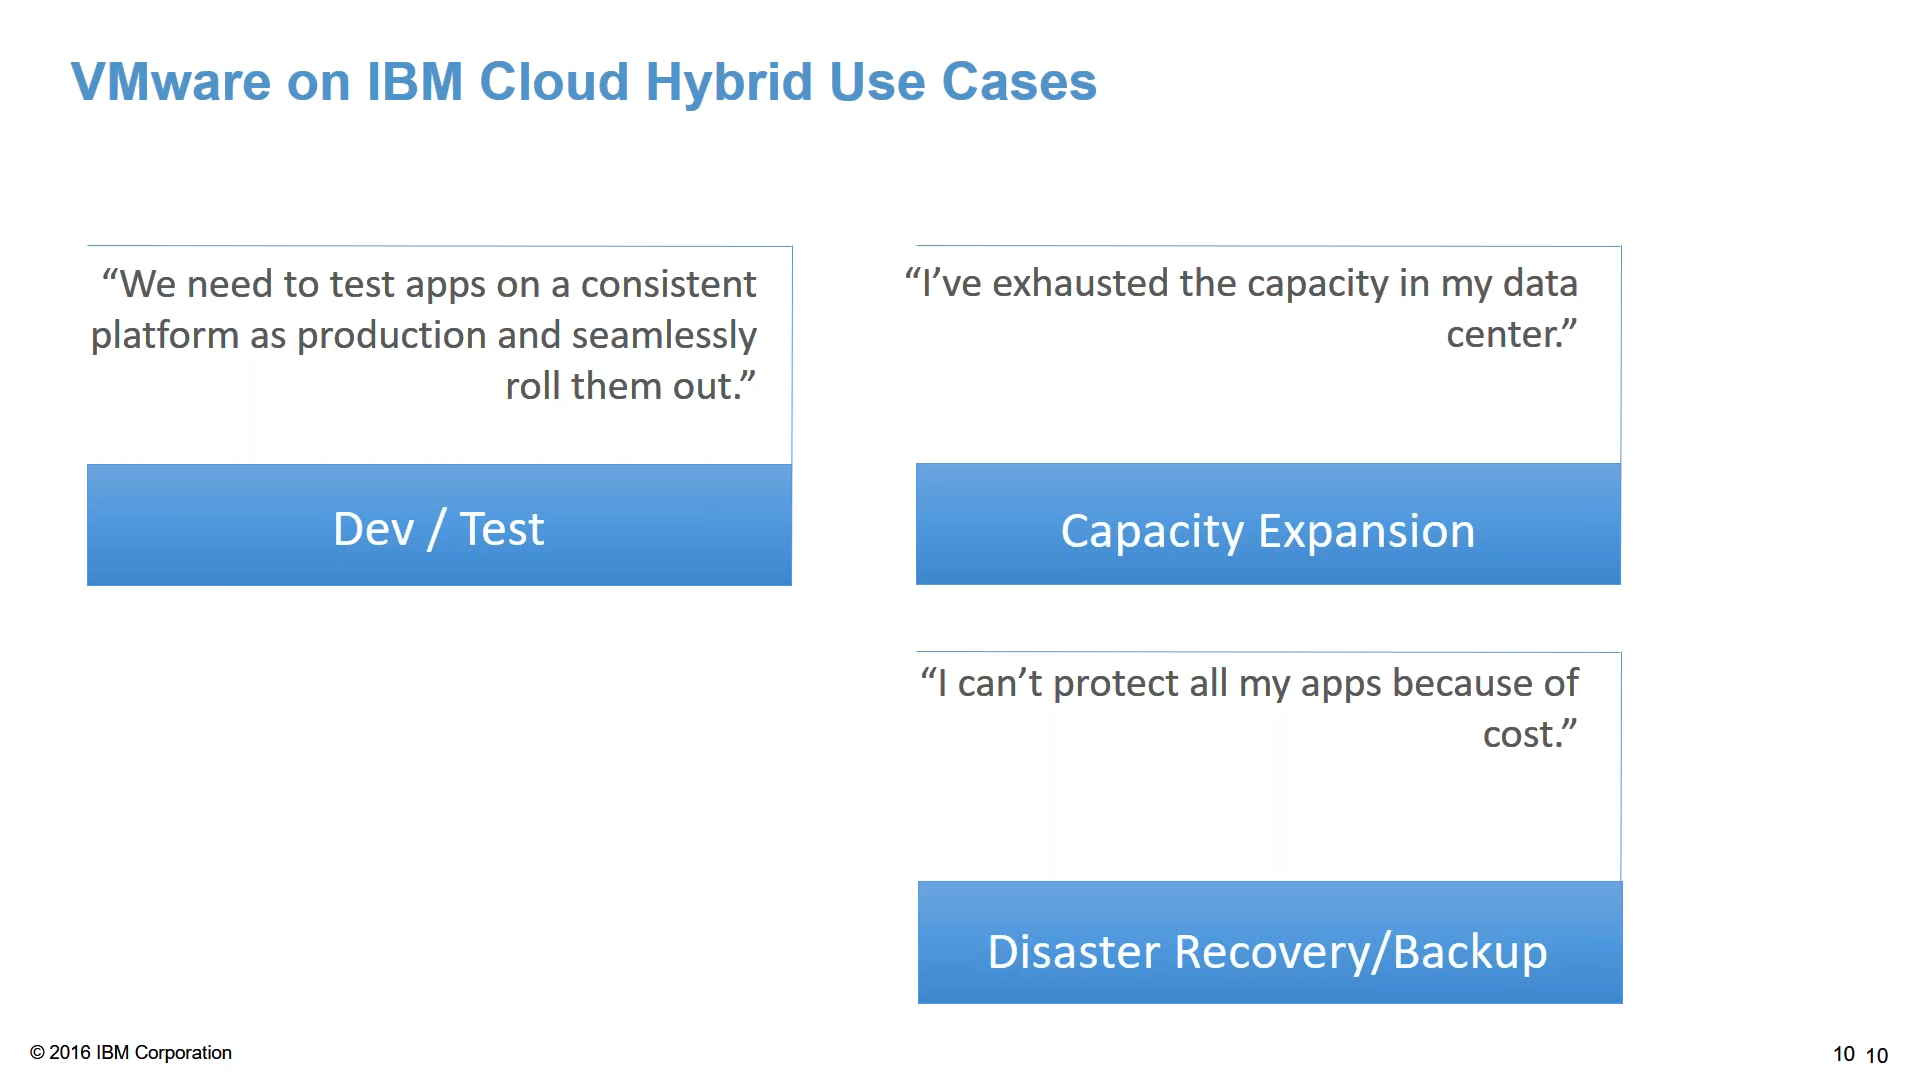 VMware on IBM Cloud Hybrid Use Cases
“We need to test apps on a consistent
platform as production and seamlessly
roll them out.”
Dev / Test
“I’ve exhausted the capacity in my data
center.”
Capacity Expansion
“I can’t protect all my apps because of
cost.”
Disaster Recovery/Backup
© 2016 IBM Corporation
10 10